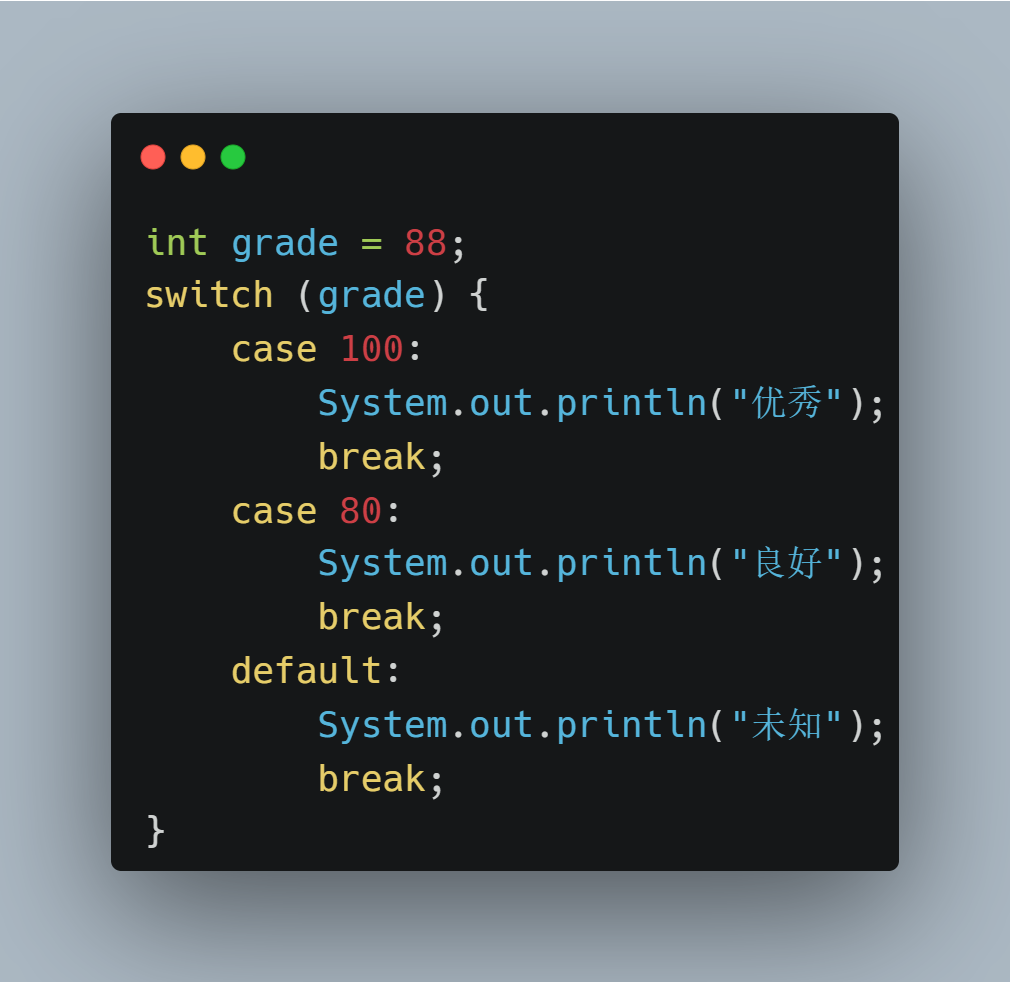 int grade = 88;
switch (grade) {
    case 100:
        System.out.println("优秀");
        break;
    case 80:
        System.out.println("良好");
        break;
    default:
        System.out.println("未知");
        break;
}